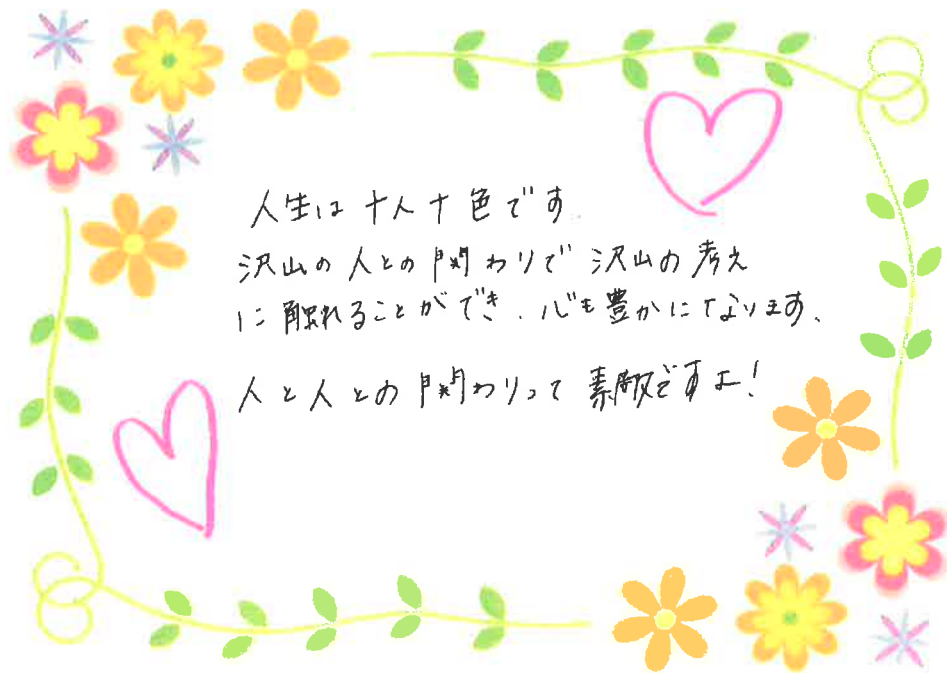 人生は十人十色です
沢山の人との関わりで沢山の考え
に触れることができ、心も豊かになります、
人と人との関わりって素敵ですよ!